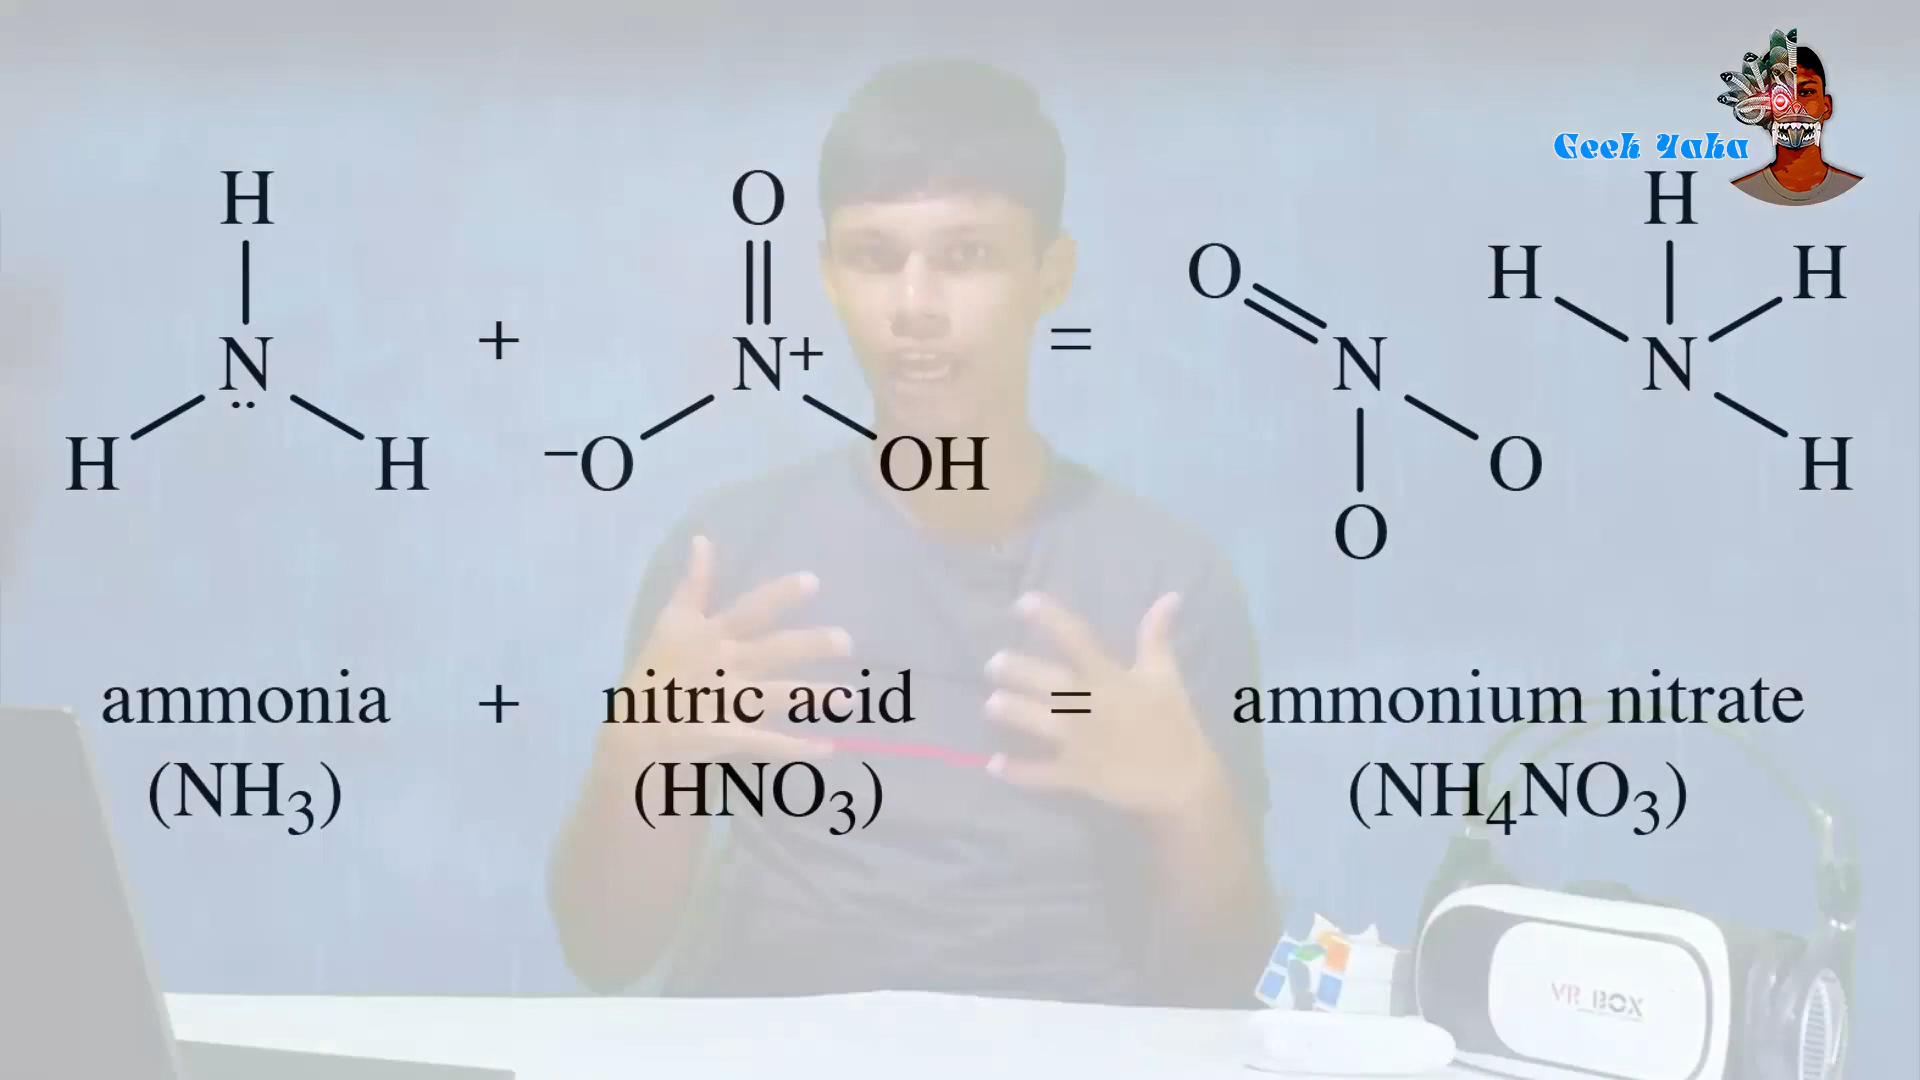 Geek Yaka
H
O
H
O
H
H
N
+
N+
=
N
N
H
H
−O
OH
O
H
O
ammonia + nitric acid = ammonium nitrate
(NH3) (HNO3) (NH4NO3)
VR BOX